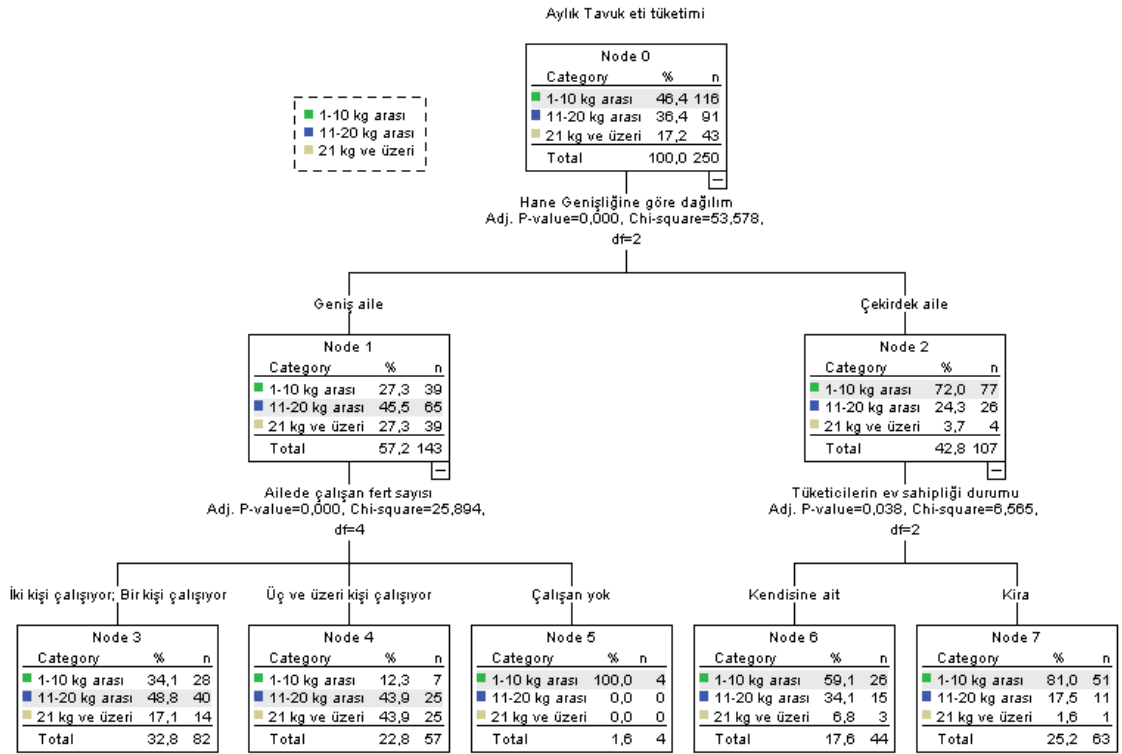 Aylık Tavuk eti tüketimi
1-10 kg arası
11-20 kg arası
21 kg ve üzeri
Node 0
Category % n
1-10 kg arası 46,4 116
11-20 kg arası 36,4 91
21 kg ve üzeri 17,2 43
Total 100,0 250
Hane Genişliğine göre dağılım
Adj. P-value=0,000, Chi-square=53,578,
df=2
Geniş aile
Çekirdek aile
Node 1
Category % n
1-10 kg arası 27,3 39
11-20 kg arası 45,5 65
21 kg ve üzeri 27,3 39
Total 57,2 143
Node 2
Category % n
1-10 kg arası 72,0 77
11-20 kg arası 24,3 26
21 kg ve üzeri 3,7 4
Total 42,8 107
Ailede çalışan fert sayısı
Adj. P-value=0,000, Chi-square=25,894,
df=4
Tüketicilerin ev sahipliği durumu
Adj. P-value=0,038, Chi-square=6,565,
df=2
İki kişi çalışıyor; Bir kişi çalışıyor
Üç ve üzeri kişi çalışıyor
Çalışan yok
Kendisine ait
Kira
Node 3
Category % n
1-10 kg arası 34,1 28
11-20 kg arası 48,8 40
21 kg ve üzeri 17,1 14
Total 32,8 82
Node 4
Category % n
1-10 kg arası 12,3 7
11-20 kg arası 43,9 25
21 kg ve üzeri 43,9 25
Total 22,8 57
Node 5
Category % n
1-10 kg arası 100,0 4
11-20 kg arası 0,0 0
21 kg ve üzeri 0,0 0
Total 1,6 4
Node 6
Category % n
1-10 kg arası 59,1 26
11-20 kg arası 34,1 15
21 kg ve üzeri 6,8 3
Total 17,6 44
Node 7
Category % n
1-10 kg arası 81,0 51
11-20 kg arası 17,5 11
21 kg ve üzeri 1,6 1
Total 25,2 63